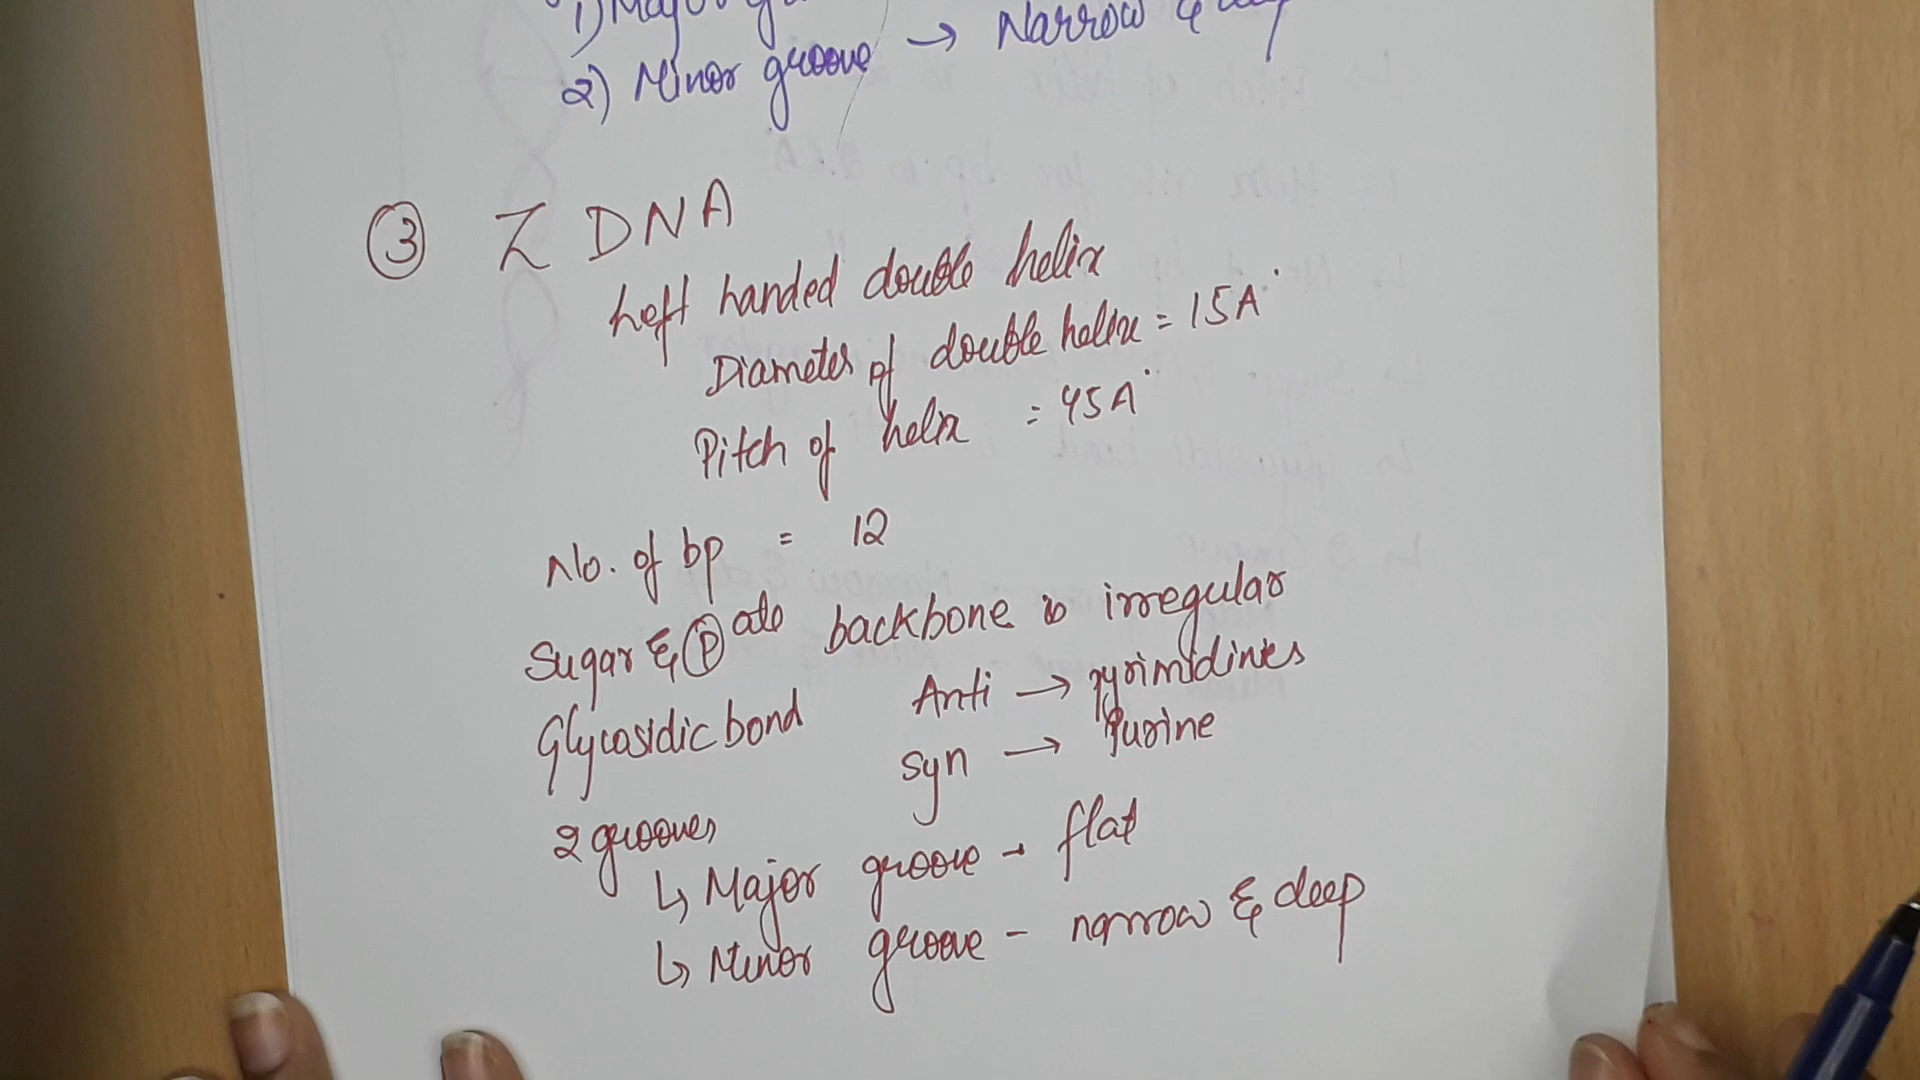 1) Major
2) Minor groove → Narrow &
③ Z DNA
Left handed double helix
Diameter of double helix = 15A°
Pitch of helix = 45A°
No. of bp = 12
Sugar & Ⓟate backbone is irregular
Glycosidic bond Anti → pyrimidines
Syn → Purine
2 grooves
↳ Major groove - flat
↳ Minor groove - narrow & deep